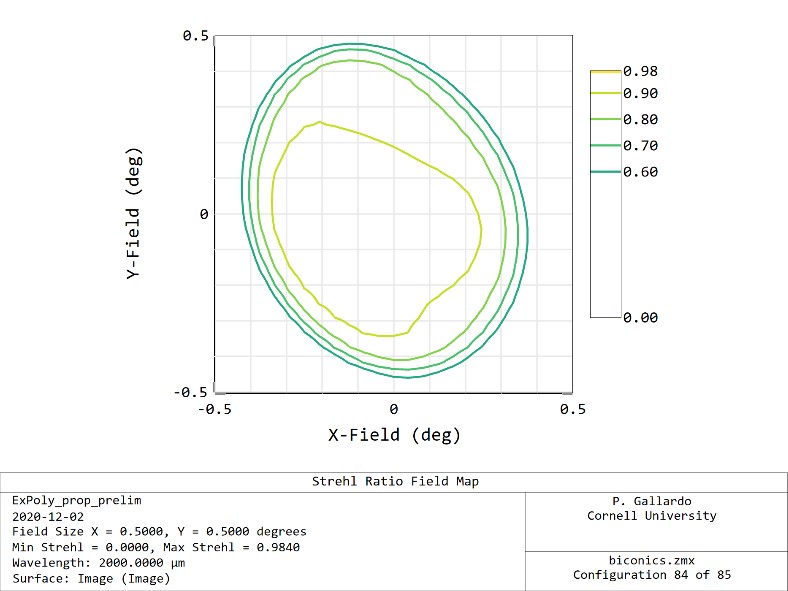 0.5
0
-0.5
Y-Field (deg)
-0.5
0
0.5
X-Field (deg)
0.98
0.90
0.80
0.70
0.60
0.00
Strehl Ratio Field Map
ExPoly_prop_prelim
2020-12-02
Field Size X = 0.5000, Y = 0.5000 degrees
Min Strehl = 0.0000, Max Strehl = 0.9840
Wavelength: 2000.0000 µm
Surface: Image (Image)
P. Gallardo
Cornell University
biconics.zmx
Configuration 84 of 85